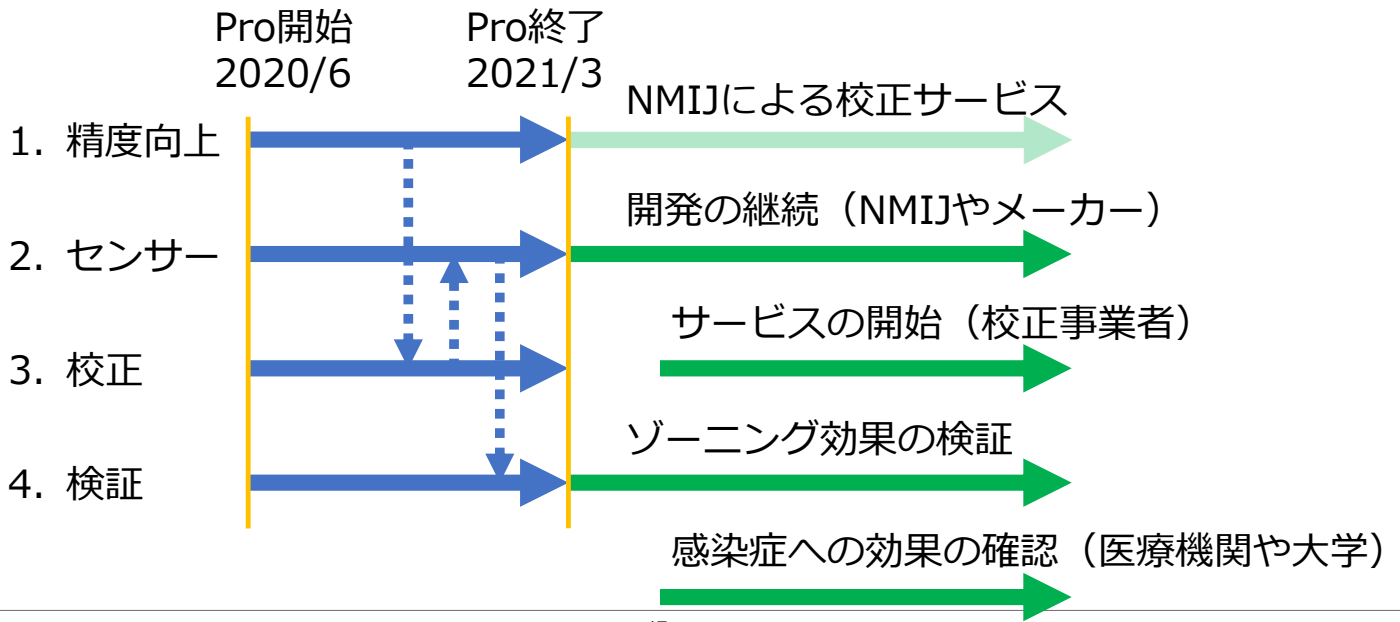 Pro開始
2020/6
Pro終了
2021/3
NMIJによる校正サービス
1. 精度向上
開発の継続（NMIJやメーカー）
2. センサー
サービスの開始（校正事業者）
3. 校正
ゾーニング効果の検証
4. 検証
感染症への効果の確認（医療機関や大学）